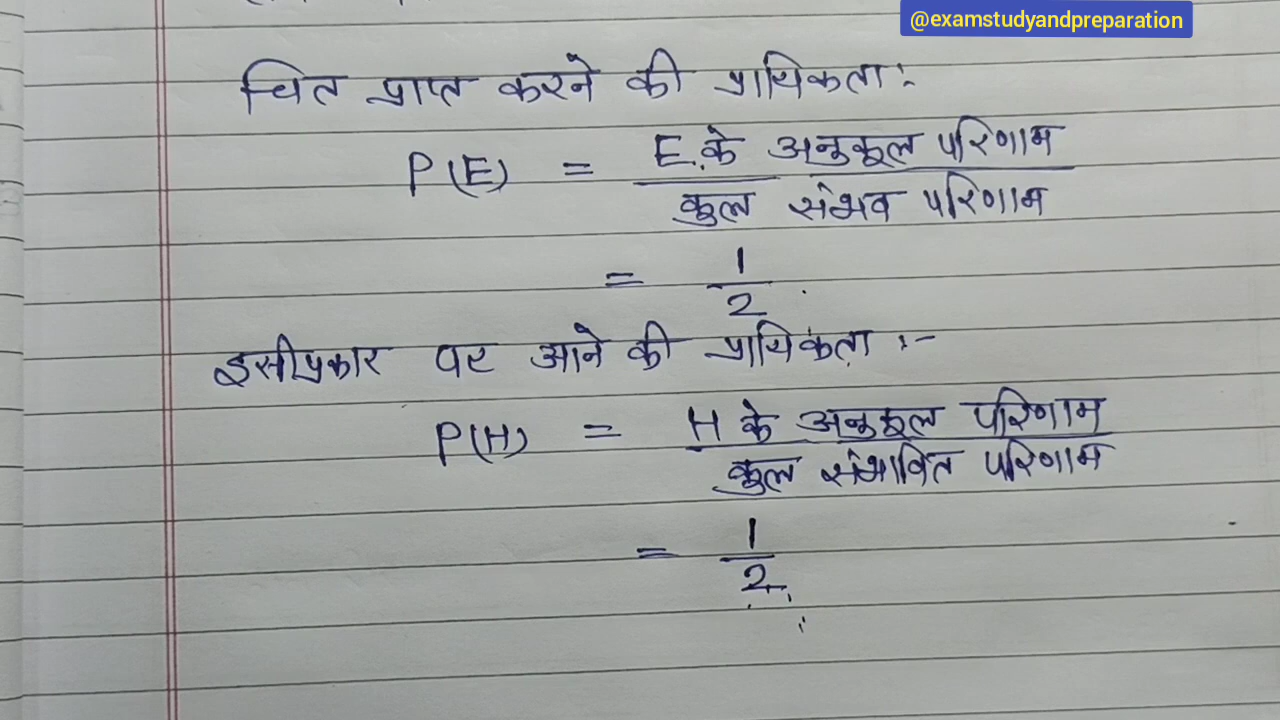 @examstudyandpreparation
चित प्राप्त करने की प्रायिकता :-
P(E) = E के अनुकूल परिणाम
कुल संभव परिणाम
= 1
2
इसीप्रकार पट आने की प्रायिकता :-
P(H) = H के अनुकूल परिणाम
कुल संभावित परिणाम
= 1
2